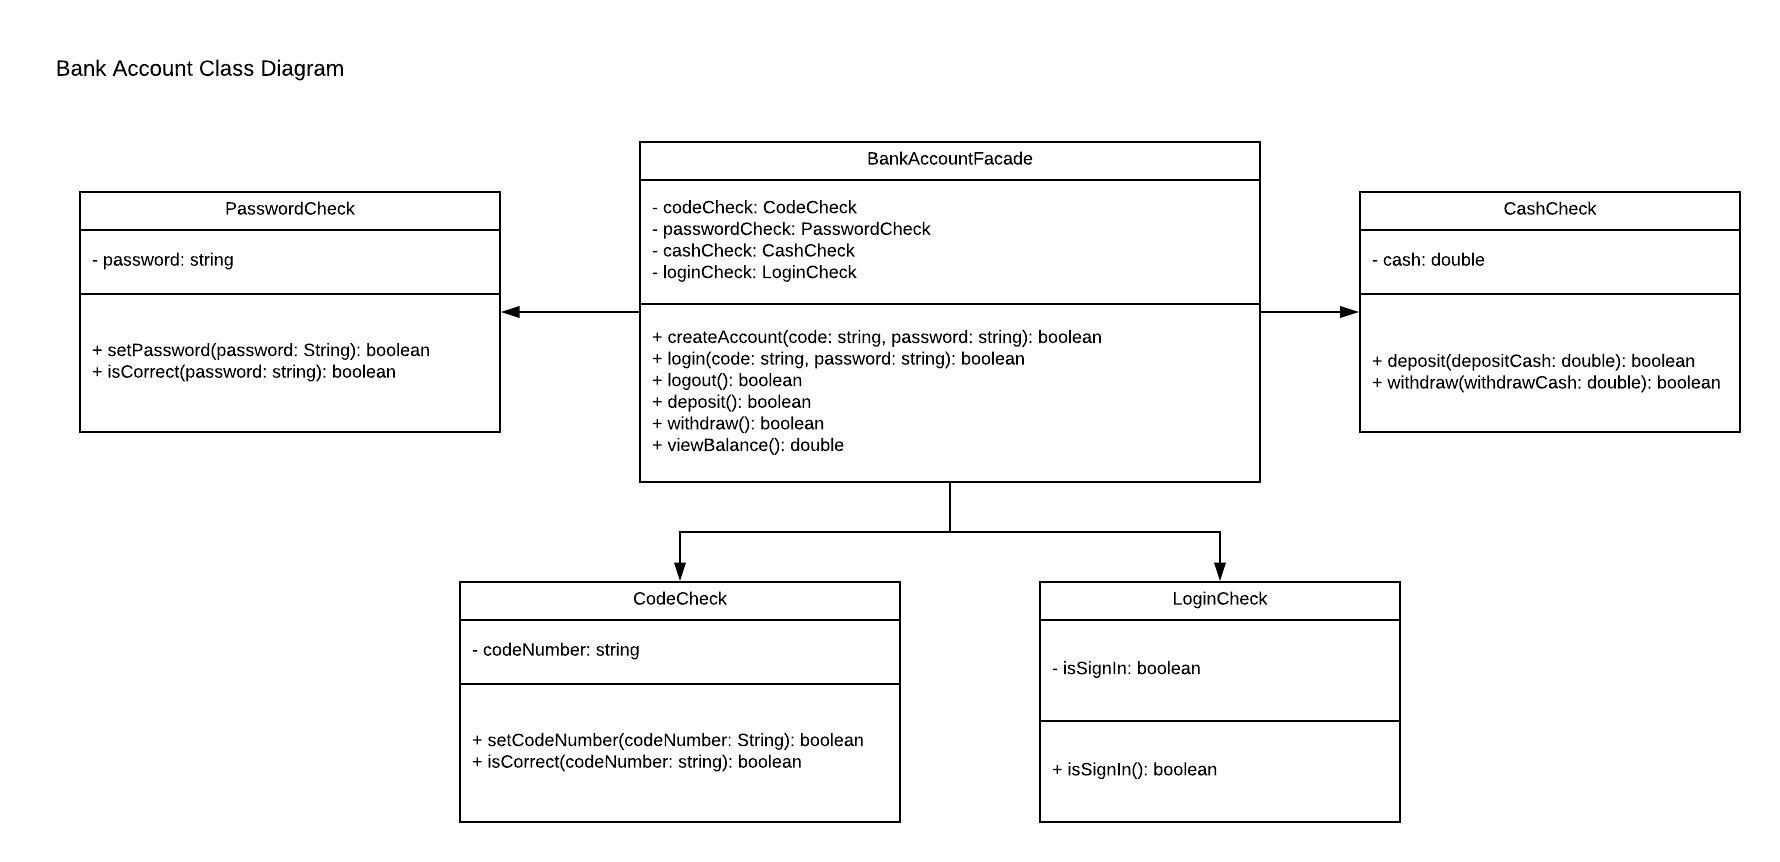 Bank Account Class Diagram
BankAccountFacade
- codeCheck: CodeCheck
- passwordCheck: PasswordCheck
- cashCheck: CashCheck
- loginCheck: LoginCheck
+ createAccount(code: string, password: string): boolean
+ login(code: string, password: string): boolean
+ logout(): boolean
+ deposit(): boolean
+ withdraw(): boolean
+ viewBalance(): double
PasswordCheck
- password: string
+ setPassword(password: String): boolean
+ isCorrect(password: string): boolean
CashCheck
- cash: double
+ deposit(depositCash: double): boolean
+ withdraw(withdrawCash: double): boolean
CodeCheck
- codeNumber: string
+ setCodeNumber(codeNumber: String): boolean
+ isCorrect(codeNumber: string): boolean
LoginCheck
- isSignIn: boolean
+ isSignIn(): boolean